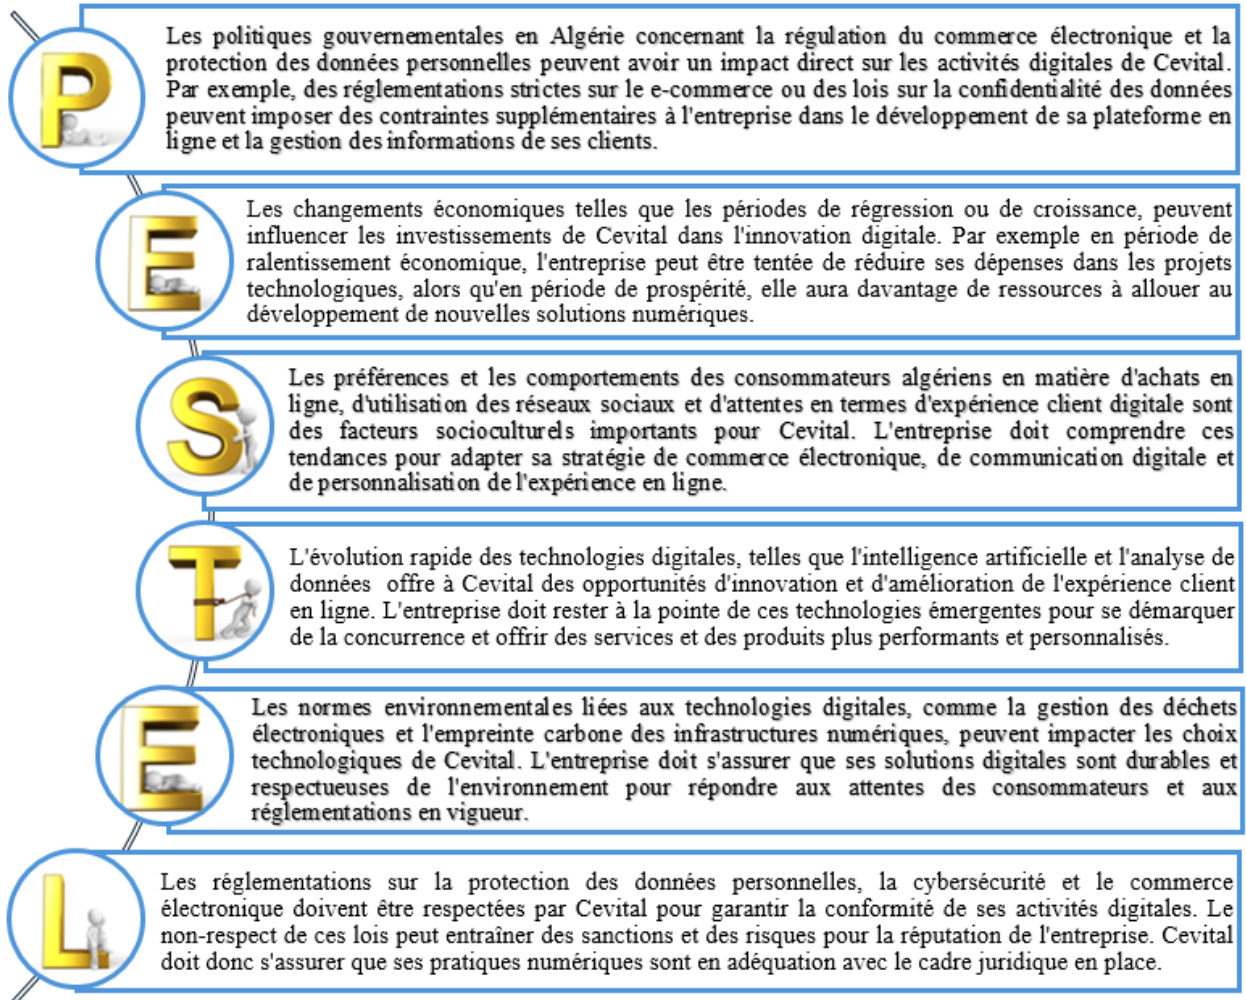 P
Les politiques gouvernementales en Algérie concernant la régulation du commerce électronique et la
protection des données personnelles peuvent avoir un impact direct sur les activités digitales de Cevital.
Par exemple, des réglementations strictes sur le e-commerce ou des lois sur la confidentialité des données
peuvent imposer des contraintes supplémentaires à l'entreprise dans le développement de sa plateforme en
ligne et la gestion des informations de ses clients.
E
Les changements économiques telles que les périodes de régression ou de croissance, peuvent
influencer les investissements de Cevital dans l'innovation digitale. Par exemple en période de
ralentissement économique, l'entreprise peut être tentée de réduire ses dépenses dans les projets
technologiques, alors qu'en période de prospérité, elle aura davantage de ressources à allouer au
développement de nouvelles solutions numériques.
S
Les préférences et les comportements des consommateurs algériens en matière d'achats en
ligne, d'utilisation des réseaux sociaux et d'attentes en termes d'expérience client digitale sont
des facteurs socioculturels importants pour Cevital. L'entreprise doit comprendre ces
tendances pour adapter sa stratégie de commerce électronique, de communication digitale et
de personnalisation de l'expérience en ligne.
T
L'évolution rapide des technologies digitales, telles que l'intelligence artificielle et l'analyse de
données offre à Cevital des opportunités d'innovation et d'amélioration de l'expérience client
en ligne. L'entreprise doit rester à la pointe de ces technologies émergentes pour se démarquer
de la concurrence et offrir des services et des produits plus performants et personnalisés.
E
Les normes environnementales liées aux technologies digitales, comme la gestion des déchets
électroniques et l'empreinte carbone des infrastructures numériques, peuvent impacter les choix
technologiques de Cevital. L'entreprise doit s'assurer que ses solutions digitales sont durables et
respectueuses de l'environnement pour répondre aux attentes des consommateurs et aux
réglementations en vigueur.
L
Les réglementations sur la protection des données personnelles, la cybersécurité et le commerce
électronique doivent être respectées par Cevital pour garantir la conformité de ses activités digitales. Le
non-respect de ces lois peut entraîner des sanctions et des risques pour la réputation de l'entreprise. Cevital
doit donc s'assurer que ses pratiques numériques sont en adéquation avec le cadre juridique en place.